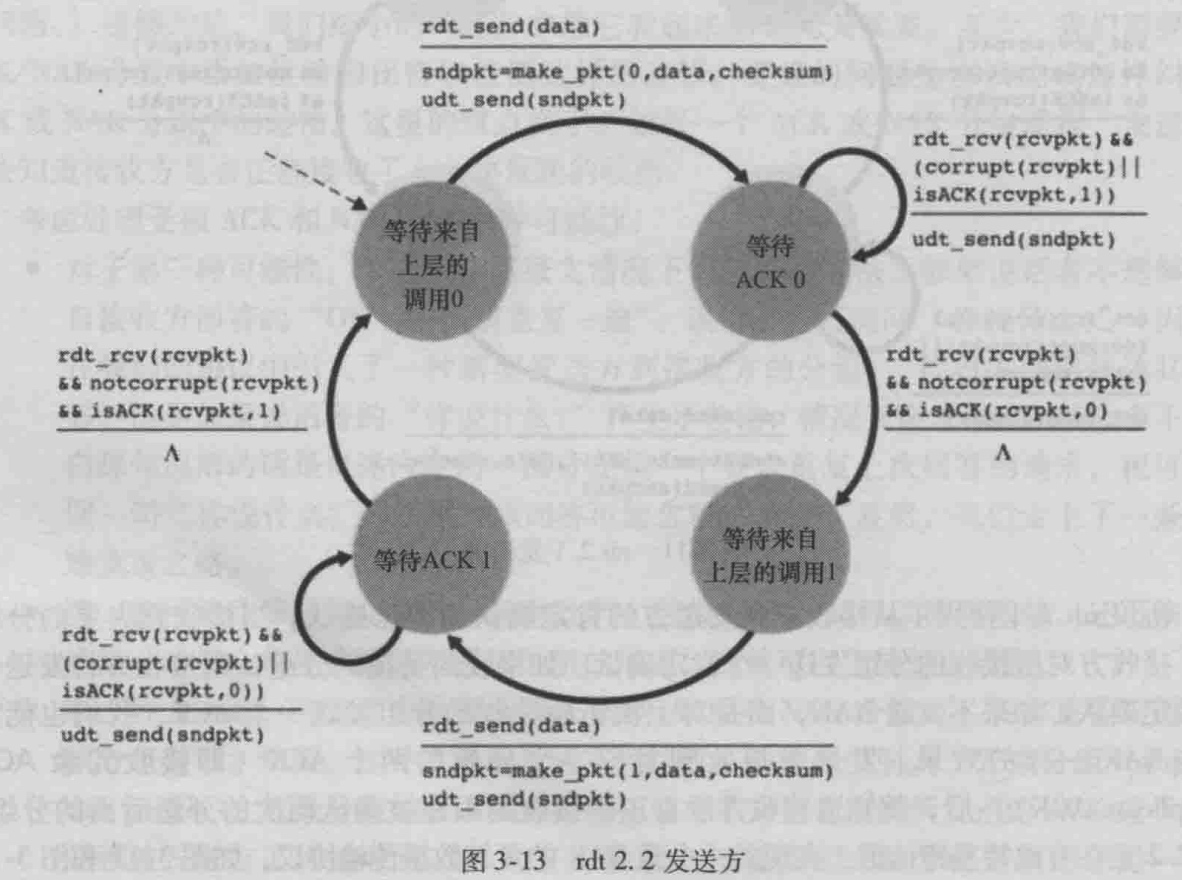 rdt_send(data)
sndpkt=make_pkt(0,data,checksum)
udt_send(sndpkt)
rdt_rcv(rcvpkt) &&
(corrupt(rcvpkt)||
isACK(rcvpkt,1))
udt_send(sndpkt)
等待来自
上层的
调用0
等待
ACK 0
rdt_rcv(rcvpkt)
&& notcorrupt(rcvpkt)
&& isACK(rcvpkt,1)
Λ
rdt_rcv(rcvpkt)
&& notcorrupt(rcvpkt)
&& isACK(rcvpkt,0)
Λ
等待ACK 1
等待来自
上层的调用1
rdt_rcv(rcvpkt) &&
(corrupt(rcvpkt)||
isACK(rcvpkt,0))
udt_send(sndpkt)
rdt_send(data)
sndpkt=make_pkt(1,data,checksum)
udt_send(sndpkt)
图 3-13 rdt 2.2 发送方